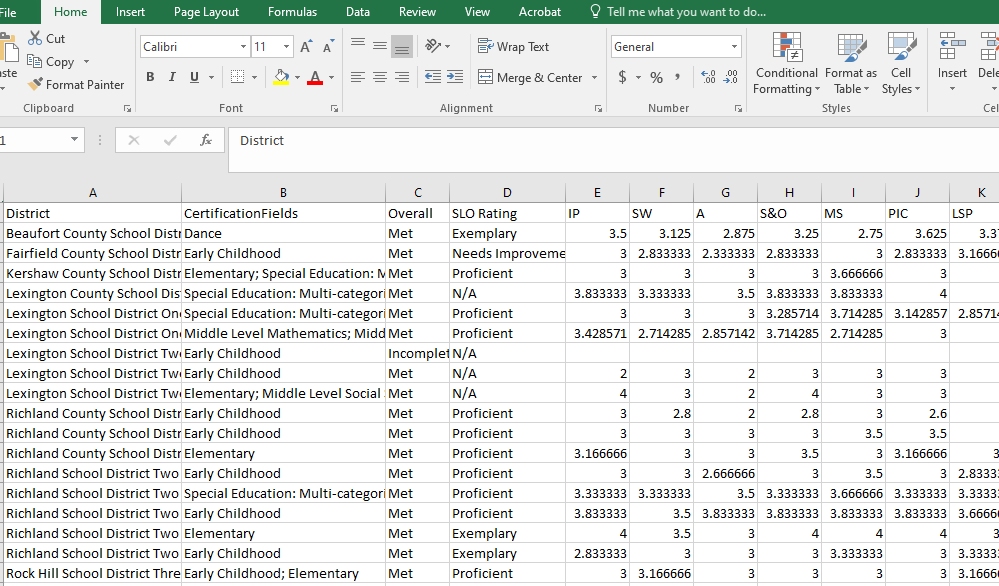 File Home Insert Page Layout Formulas Data Review View Acrobat Tell me what you want to do...
Cut
Copy
Format Painter
Clipboard
Calibri 11
B I U A
Font
Wrap Text
Merge & Center
Alignment
General
$ %
Number
Conditional Formatting
Format as Table
Cell Styles
Styles
Insert
fx District
A B C D E F G H I J K
District CertificationFields Overall SLO Rating IP SW A S&O MS PIC LSP
Beaufort County School Distr Dance Met Exemplary 3.5 3.125 2.875 3.25 2.75 3.625 3.37
Fairfield County School Distr Early Childhood Met Needs Improveme 3 2.833333 2.333333 2.833333 3 2.833333 3.1666
Kershaw County School Distr Elementary; Special Education: M Met Proficient 3 3 3 3 3.666666 3
Lexington County School Dis Special Education: Multi-categori Met N/A 3.833333 3.333333 3.5 3.833333 3.833333 4
Lexington School District One Special Education: Multi-categori Met Proficient 3 3 3 3.285714 3.714285 3.142857 2.85714
Lexington School District One Middle Level Mathematics; Midd Met Proficient 3.428571 2.714285 2.857142 3.714285 2.714285 3
Lexington School District Two Early Childhood Incomplet N/A
Lexington School District Two Early Childhood Met N/A 2 3 2 3 3 3
Lexington School District Two Elementary; Middle Level Social Met N/A 4 3 2 4 3 3
Richland County School Distr Early Childhood Met Proficient 3 2.8 2 2.8 3 2.6
Richland County School Distr Early Childhood Met Proficient 3 3 3 3 3.5 3.5
Richland County School Distr Elementary Met Proficient 3.166666 3 3 3.5 3 3.166666 3
Richland School District Two Early Childhood Met Proficient 3 3 2.666666 3 3.5 3 2.8333
Richland School District Two Special Education: Multi-categori Met Proficient 3.333333 3.333333 3.5 3.333333 3.666666 3.333333 3.3333
Richland School District Two Early Childhood Met Proficient 3.833333 3.5 3.833333 3.833333 3.833333 3.833333 3.6666
Richland School District Two Elementary Met Exemplary 4 3.5 3 4 4 4 3
Richland School District Two Early Childhood Met Exemplary 2.833333 3 3 3 3.333333 3 3.3333
Rock Hill School District Thre Early Childhood; Elementary Met Proficient 3 3.166666 3 3 3 3 3.1666